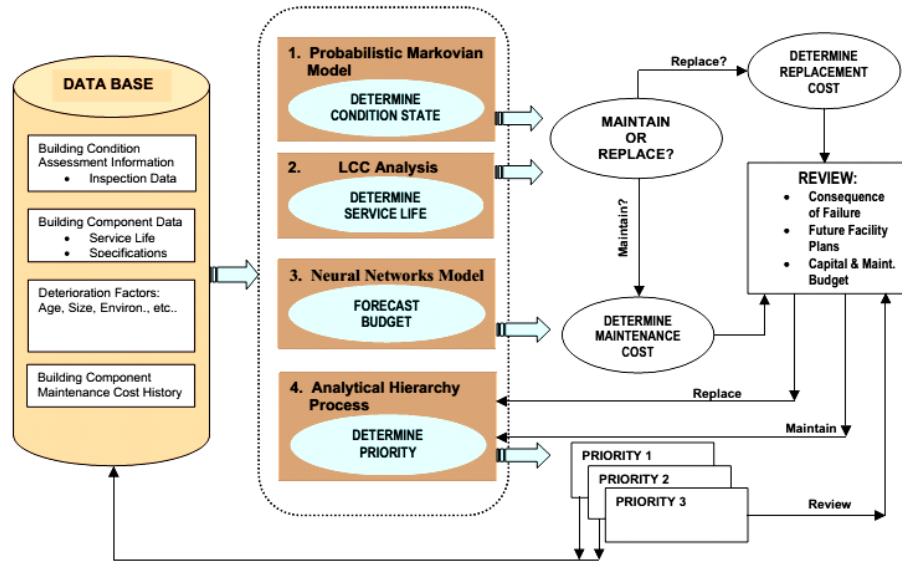 DATA BASE
Building Condition
Assessment Information
• Inspection Data
Building Component Data
• Service Life
• Specifications
Deterioration Factors:
Age, Size, Environ., etc..
Building Component
Maintenance Cost History
1. Probabilistic Markovian
Model
DETERMINE
CONDITION STATE
2. LCC Analysis
DETERMINE
SERVICE LIFE
3. Neural Networks Model
FORECAST
BUDGET
4. Analytical Hierarchy
Process
DETERMINE
PRIORITY
MAINTAIN
OR
REPLACE?
Replace?
Maintain?
DETERMINE
REPLACEMENT
COST
DETERMINE
MAINTENANCE
COST
REVIEW:
• Consequence
of Failure
• Future Facility
Plans
• Capital & Maint.
Budget
Replace
Maintain
PRIORITY 1
PRIORITY 2
PRIORITY 3
Review